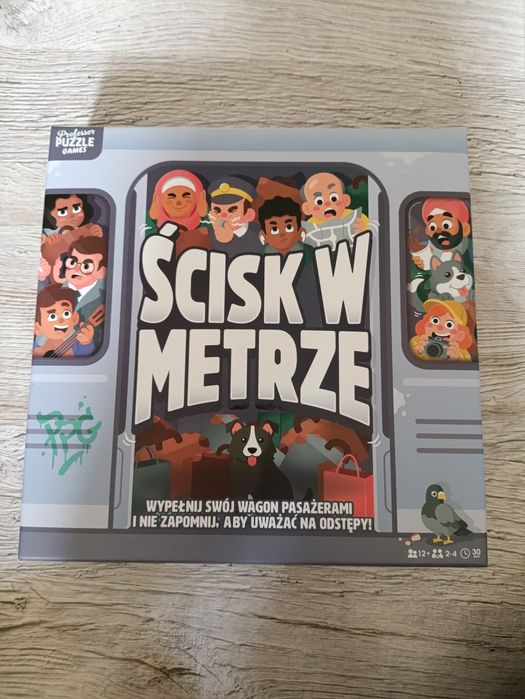 Professor
PUZZLE
GAMES
ŚCISK W
METRZE
PPG
WYPEŁNIJ SWÓJ WAGON PASAŻERAMI
I NIE ZAPOMNIJ, ABY UWAŻAĆ NA ODSTĘPY!
12+ 2-4 30